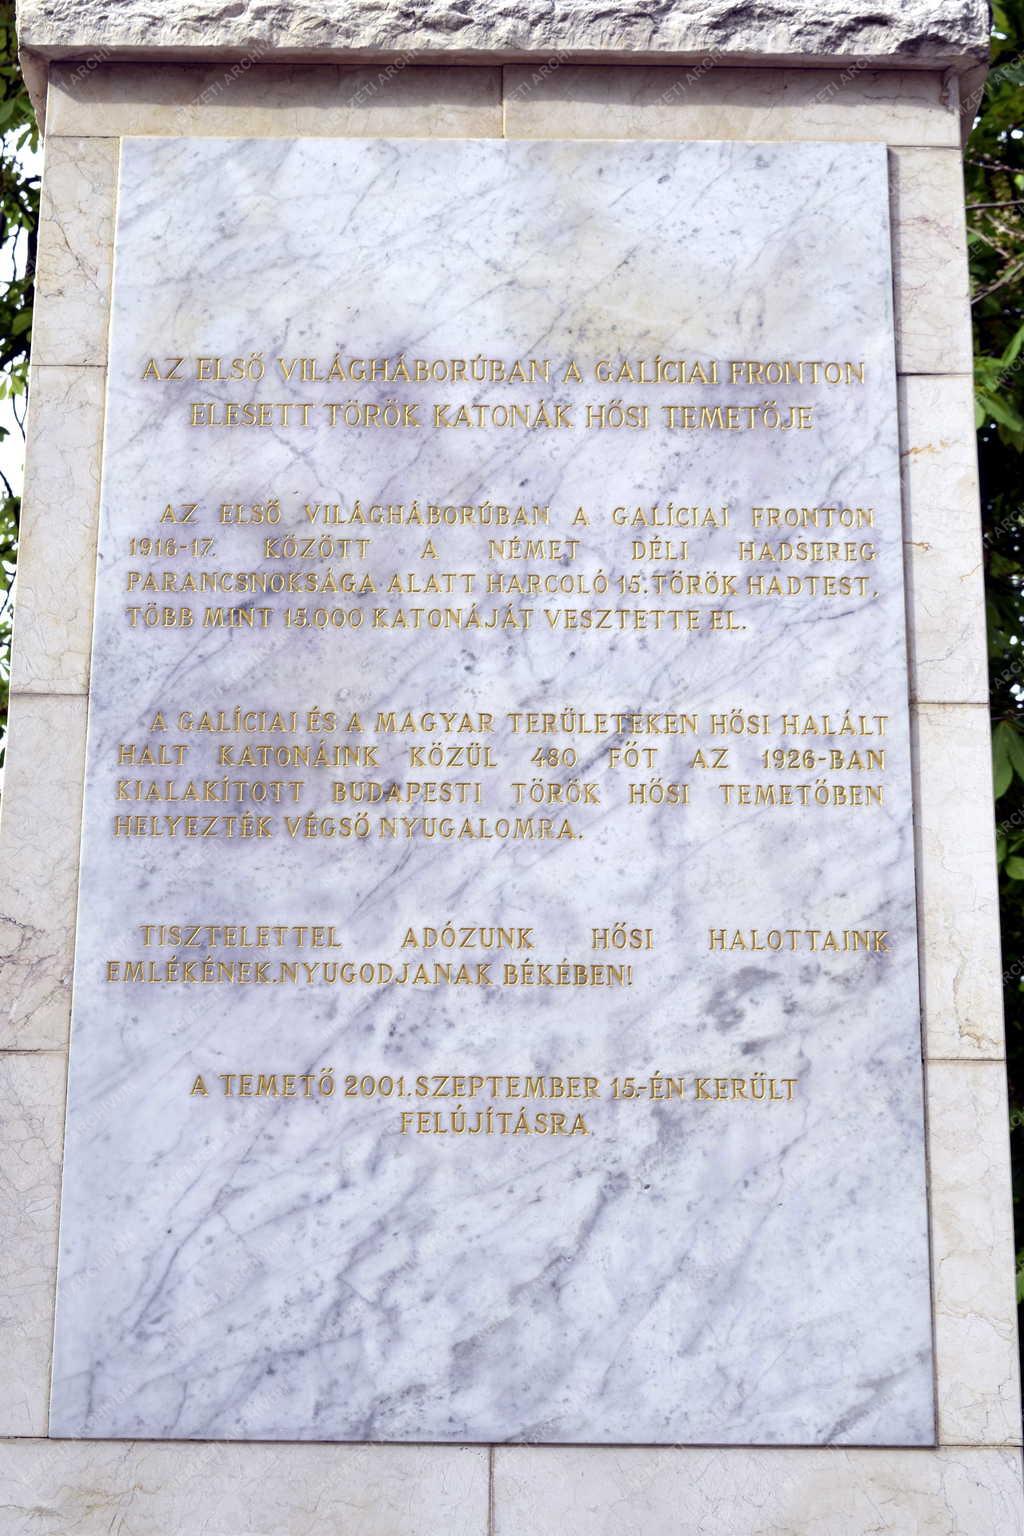 AZ ELSŐ VILÁGHÁBORÚBAN A GALÍCIAI FRONTON
ELESETT TÖRÖK KATONÁK HŐSI TEMETŐJE
AZ ELSŐ VILÁGHÁBORÚBAN A GALÍCIAI FRONTON
1916-17. KÖZÖTT A NÉMET DÉLI HADSEREG
PARANCSNOKSÁGA ALATT HARCOLÓ 15. TÖRÖK HADTEST,
TÖBB MINT 15.000 KATONÁJÁT VESZTETTE EL.
A GALÍCIAI ÉS A MAGYAR TERÜLETEKEN HŐSI HALÁLT
HALT KATONÁINK KÖZÜL 480 FŐT AZ 1926-BAN
KIALAKÍTOTT BUDAPESTI TÖRÖK HŐSI TEMETŐBEN
HELYEZTÉK VÉGSŐ NYUGALOMRA.
TISZTELETTEL ADÓZUNK HŐSI HALOTTAINK
EMLÉKÉNEK.NYUGODJANAK BÉKÉBEN!
A TEMETŐ 2001.SZEPTEMBER 15.-ÉN KERÜLT
FELÚJÍTÁSRA.